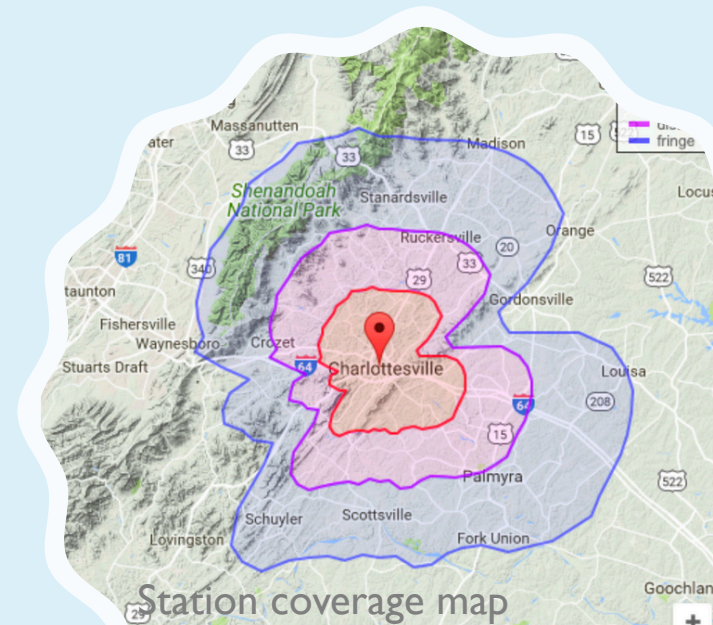 Massanutten
33
33
Madison
15
fringe
Shenandoah
National Park
Stanardsville
Locus
Ruckersville
20
Orange
81
340
33
29
522
taunton
Gordonsville
Fishersville
Waynesboro
Crozet
Stuarts Draft
64
Charlottesville
Louisa
64
208
15
Palmyra
522
Schuyler
Scottsville
Lovingston
Fork Union
Goochlan
29
Station coverage map
+